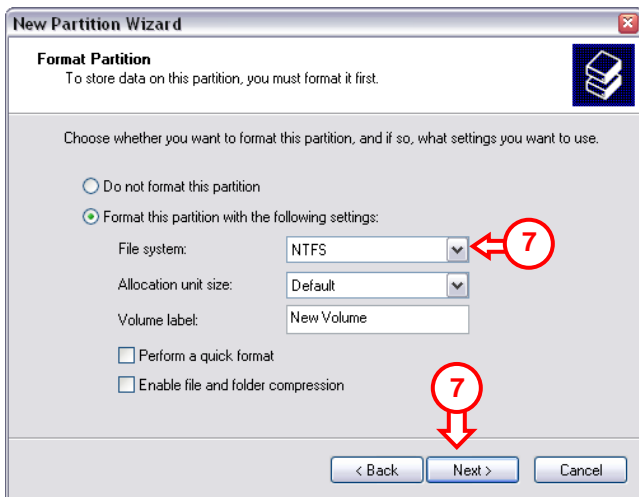 New Partition Wizard
Format Partition
To store data on this partition, you must format it first.
Choose whether you want to format this partition, and if so, what settings you want to use.
Do not format this partition
Format this partition with the following settings:
File system: NTFS 7
Allocation unit size: Default
Volume label: New Volume
Perform a quick format
Enable file and folder compression
7
< Back Next > Cancel